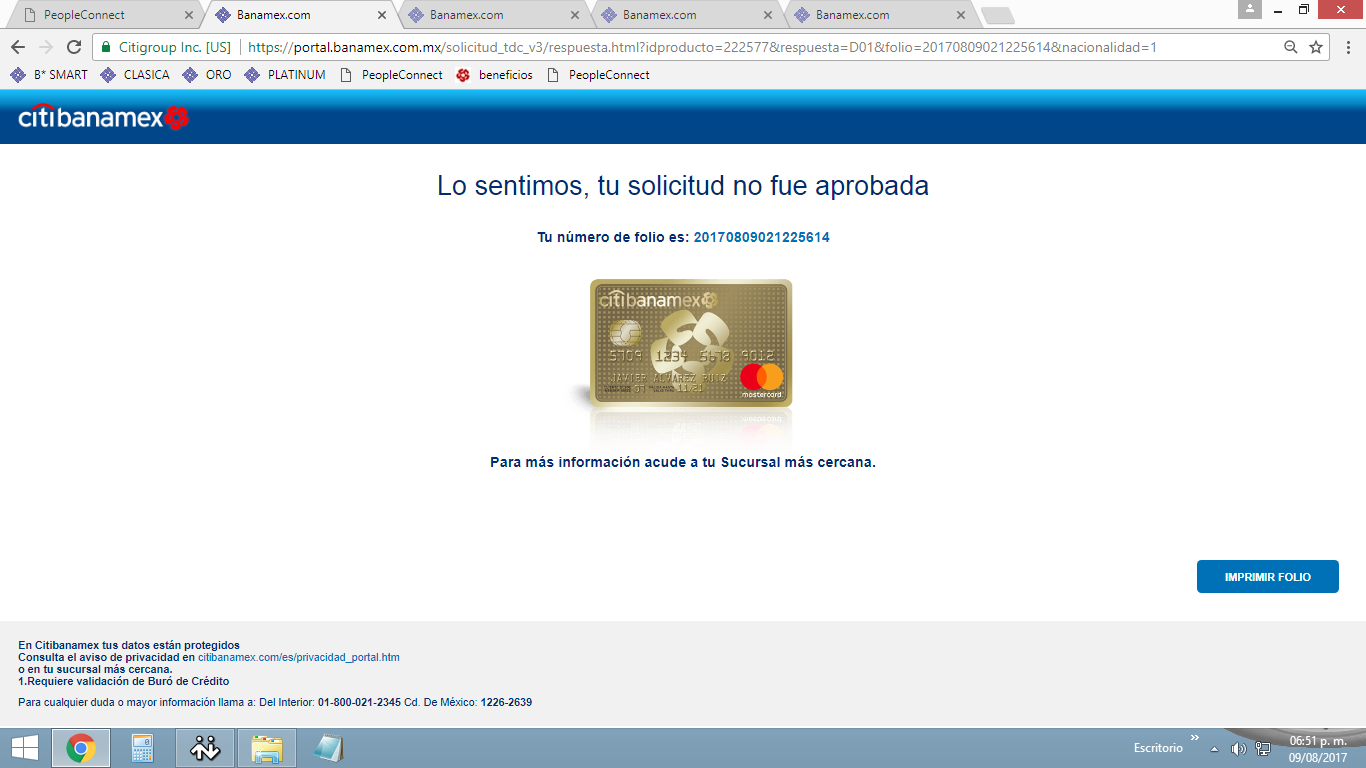 PeopleConnect
Banamex.com
Banamex.com
Banamex.com
Banamex.com
Citigroup Inc. [US]
https://portal.banamex.com.mx/solicitud_tdc_v3/respuesta.html?idproducto=222577&respuesta=D01&folio=20170809021225614&nacionalidad=1
B* SMART
CLASICA
ORO
PLATINUM
PeopleConnect
beneficios
PeopleConnect
citibanamex
Lo sentimos, tu solicitud no fue aprobada
Tu número de folio es: 20170809021225614
citibanamex
5709 1234 5678 9012
JAVIER ALVAREZ RUIZ
07 11/21
mastercard
Para más información acude a tu Sucursal más cercana.
IMPRIMIR FOLIO
En Citibanamex tus datos están protegidos
Consulta el aviso de privacidad en citibanamex.com/es/privacidad_portal.htm
o en tu sucursal más cercana.
1.Requiere validación de Buró de Crédito
Para cualquier duda o mayor información llama a: Del Interior: 01-800-021-2345 Cd. De México: 1226-2639
Escritorio
06:51 p. m.
09/08/2017